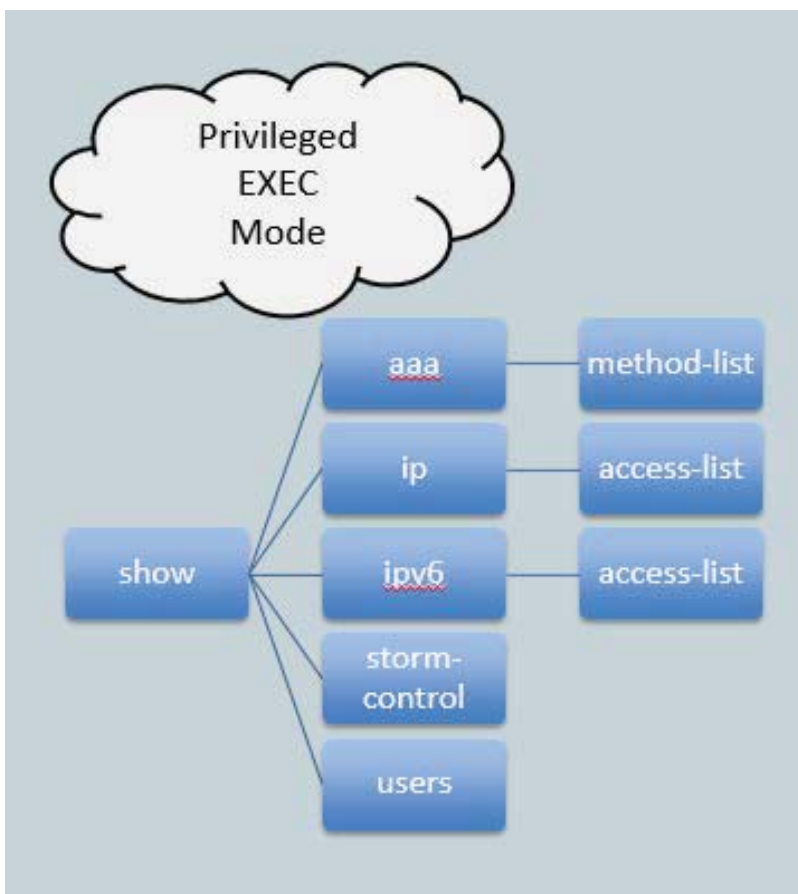 Privileged
EXEC
Mode
aaa
method-list
ip
access-list
show
ipv6
access-list
storm-
control
users